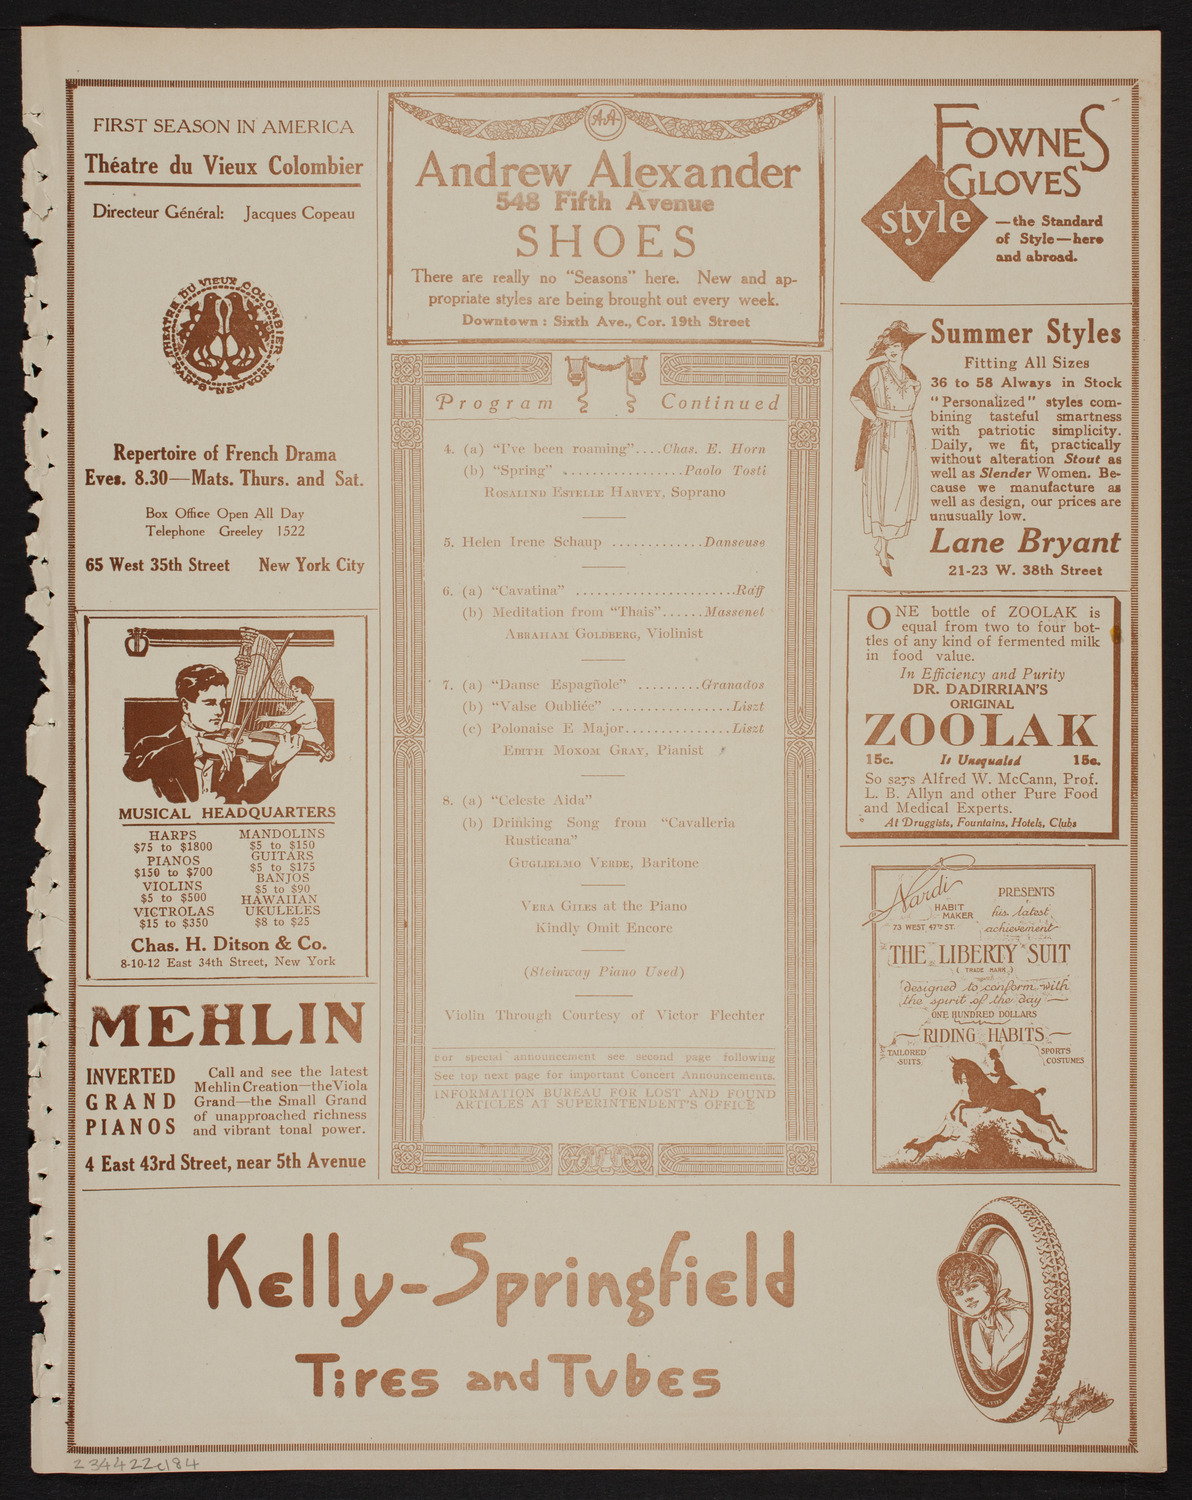 FIRST SEASON IN AMERICA
Théatre du Vieux Colombier
Directeur Général: Jacques Copeau
THEATRE DU VIEUX COLOMBIER
PARIS NEW YORK
Repertoire of French Drama
Eves. 8.30—Mats. Thurs. and Sat.
Box Office Open All Day
Telephone Greeley 1522
65 West 35th Street New York City
MUSICAL HEADQUARTERS
HARPS
$75 to $1800
PIANOS
$150 to $700
VIOLINS
$5 to $500
VICTROLAS
$15 to $350
MANDOLINS
$5 to $150
GUITARS
$5 to $175
BANJOS
$5 to $90
HAWAIIAN
UKULELES
$8 to $25
Chas. H. Ditson & Co.
8-10-12 East 34th Street, New York
MEHLIN
INVERTED
GRAND
PIANOS
Call and see the latest
Mehlin Creation—the Viola
Grand—the Small Grand
of unapproached richness
and vibrant tonal power.
4 East 43rd Street, near 5th Avenue
AA
Andrew Alexander
548 Fifth Avenue
SHOES
There are really no "Seasons" here. New and ap-
propriate styles are being brought out every week.
Downtown: Sixth Ave., Cor. 19th Street
Program Continued
4. (a) "I've been roaming"....Chas. E. Horn
(b) "Spring" ..................Paolo Tosti
ROSALIND ESTELLE HARVEY, Soprano
5. Helen Irene Schaup .............Danseuse
6. (a) "Cavatina" .......................Raff
(b) Meditation from "Thais"......Massenet
ABRAHAM GOLDBERG, Violinist
7. (a) "Danse Espagñole" .........Granados
(b) "Valse Oubliée" .................Liszt
(c) Polonaise E Major...............Liszt
EDITH MOXOM GRAY, Pianist
8. (a) "Celeste Aida"
(b) Drinking Song from "Cavalleria
Rusticana"
GUGLIELMO VERDE, Baritone
VERA GILES at the Piano
Kindly Omit Encore
(Steinway Piano Used)
Violin Through Courtesy of Victor Flechter
For special announcement see second page following
See top next page for important Concert Announcements.
INFORMATION BUREAU FOR LOST AND FOUND
ARTICLES AT SUPERINTENDENT'S OFFICE
FOWNES
GLOVES
style
—the Standard
of Style—here
and abroad.
Summer Styles
Fitting All Sizes
36 to 58 Always in Stock
"Personalized" styles com-
bining tasteful smartness
with patriotic simplicity.
Daily, we fit, practically
without alteration Stout as
well as Slender Women. Be-
cause we manufacture as
well as design, our prices are
unusually low.
Lane Bryant
21-23 W. 38th Street
ONE bottle of ZOOLAK is
equal from two to four bot-
tles of any kind of fermented milk
in food value.
In Efficiency and Purity
DR. DADIRRIAN'S
ORIGINAL
ZOOLAK
15c. Is Unequaled 15c.
So says Alfred W. McCann, Prof.
L. B. Allyn and other Pure Food
and Medical Experts.
At Druggists, Fountains, Hotels, Clubs
Nardi
HABIT
MAKER
73 WEST 47TH ST.
PRESENTS
his latest
achievement
THE LIBERTY SUIT
(TRADE MARK)
designed to conform with
the spirit of the day
ONE HUNDRED DOLLARS
RIDING HABITS
TAILORED
SUITS
SPORTS
COSTUMES
Kelly-Springfield
Tires and Tubes
234422c184